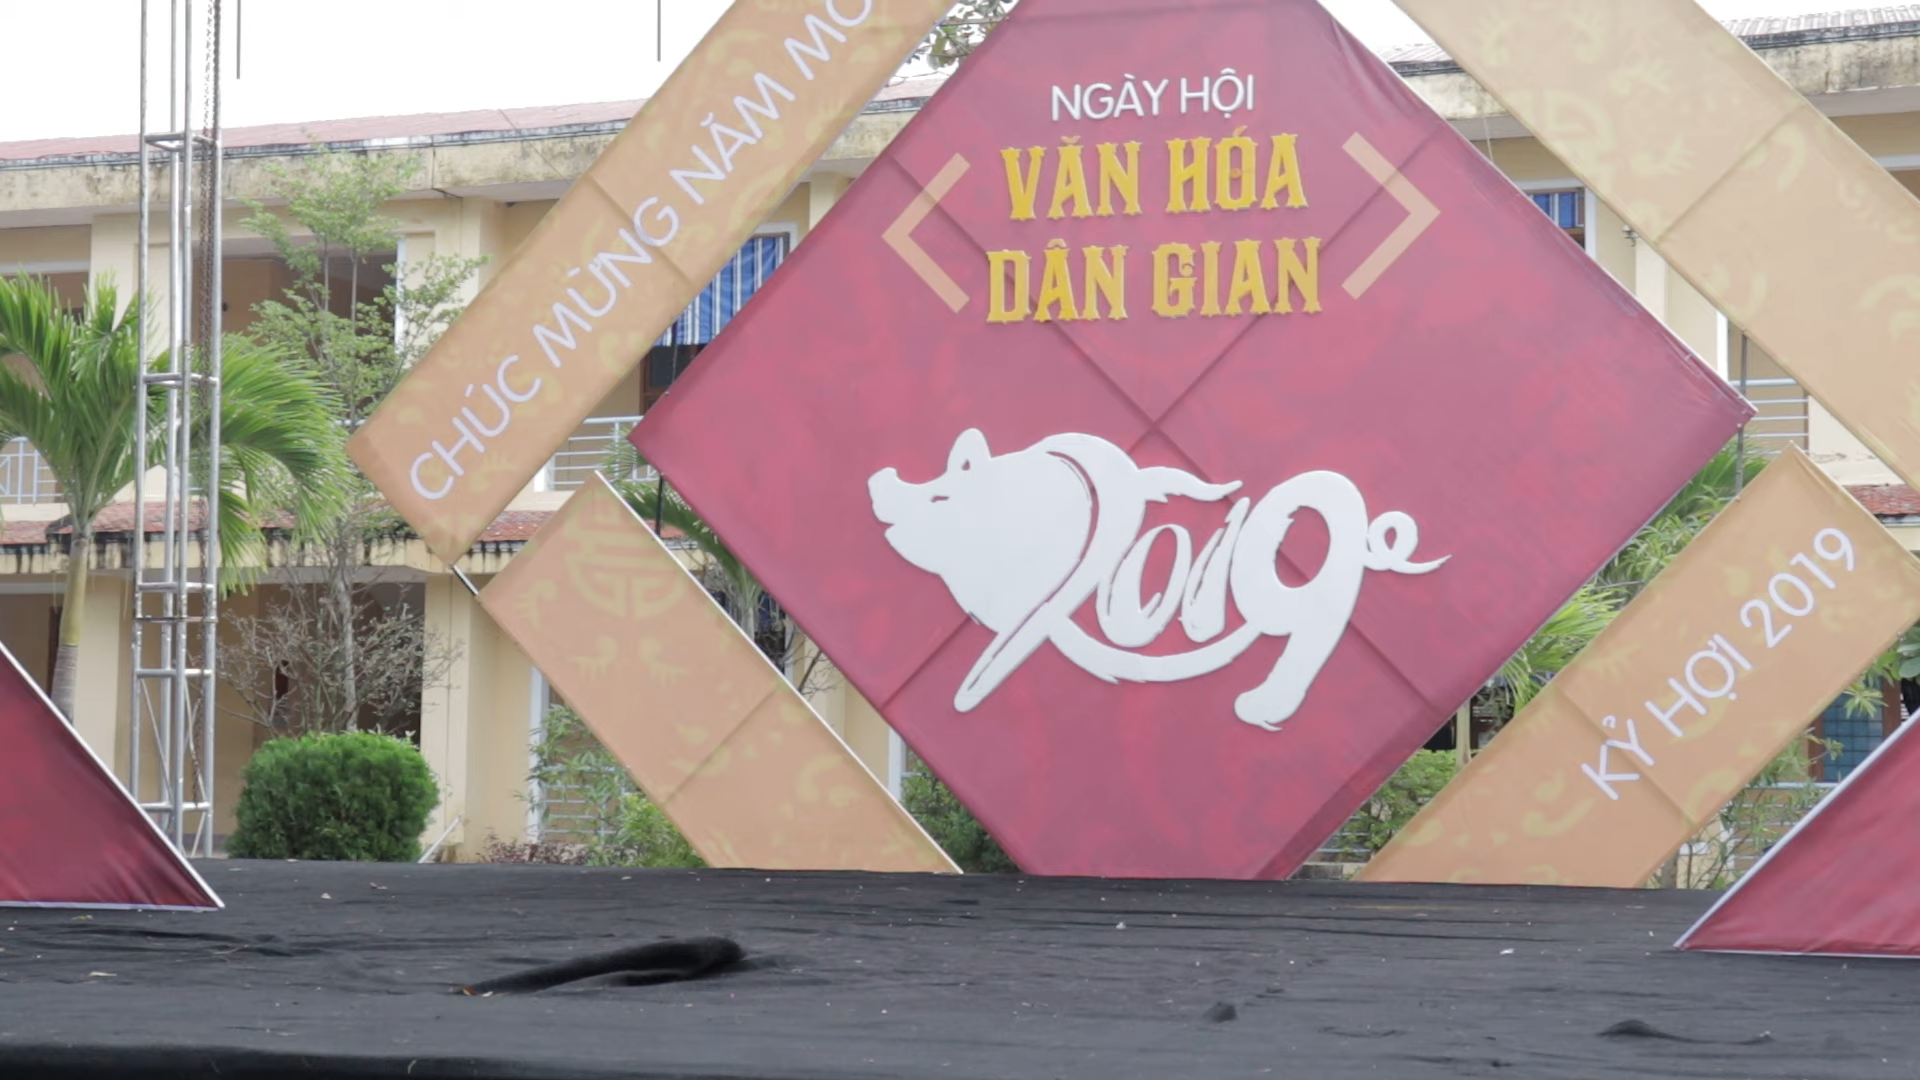 CHÚC MỪNG NĂM
NGÀY HỘI
VĂN HÓA
DÂN GIAN
2019
KỶ HỢI 2019